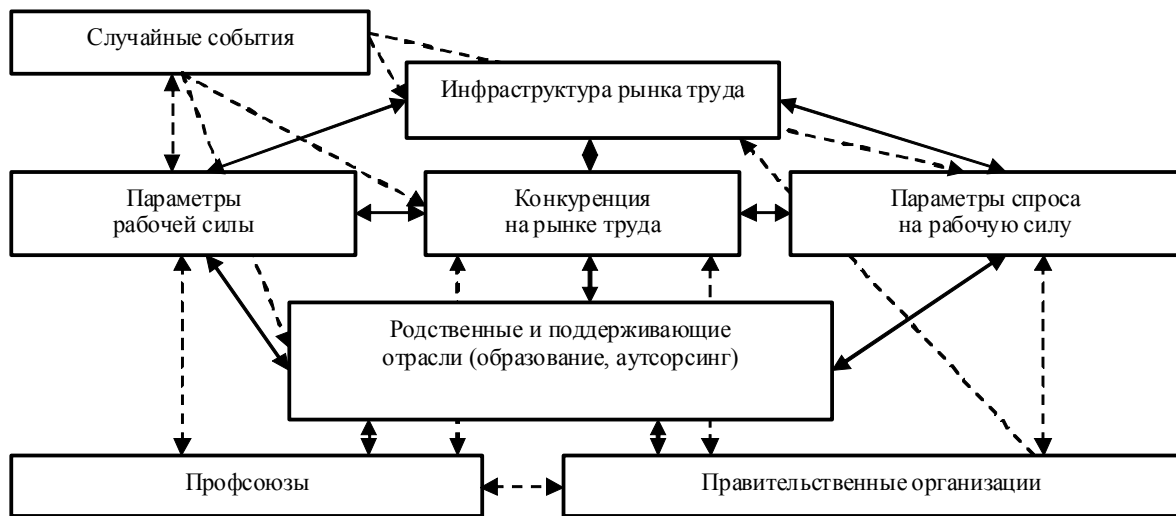 Случайные события
Инфраструктура рынка труда
Параметры
рабочей силы
Конкуренция
на рынке труда
Параметры спроса
на рабочую силу
Родственные и поддерживающие
отрасли (образование, аутсорсинг)
Профсоюзы
Правительственные организации